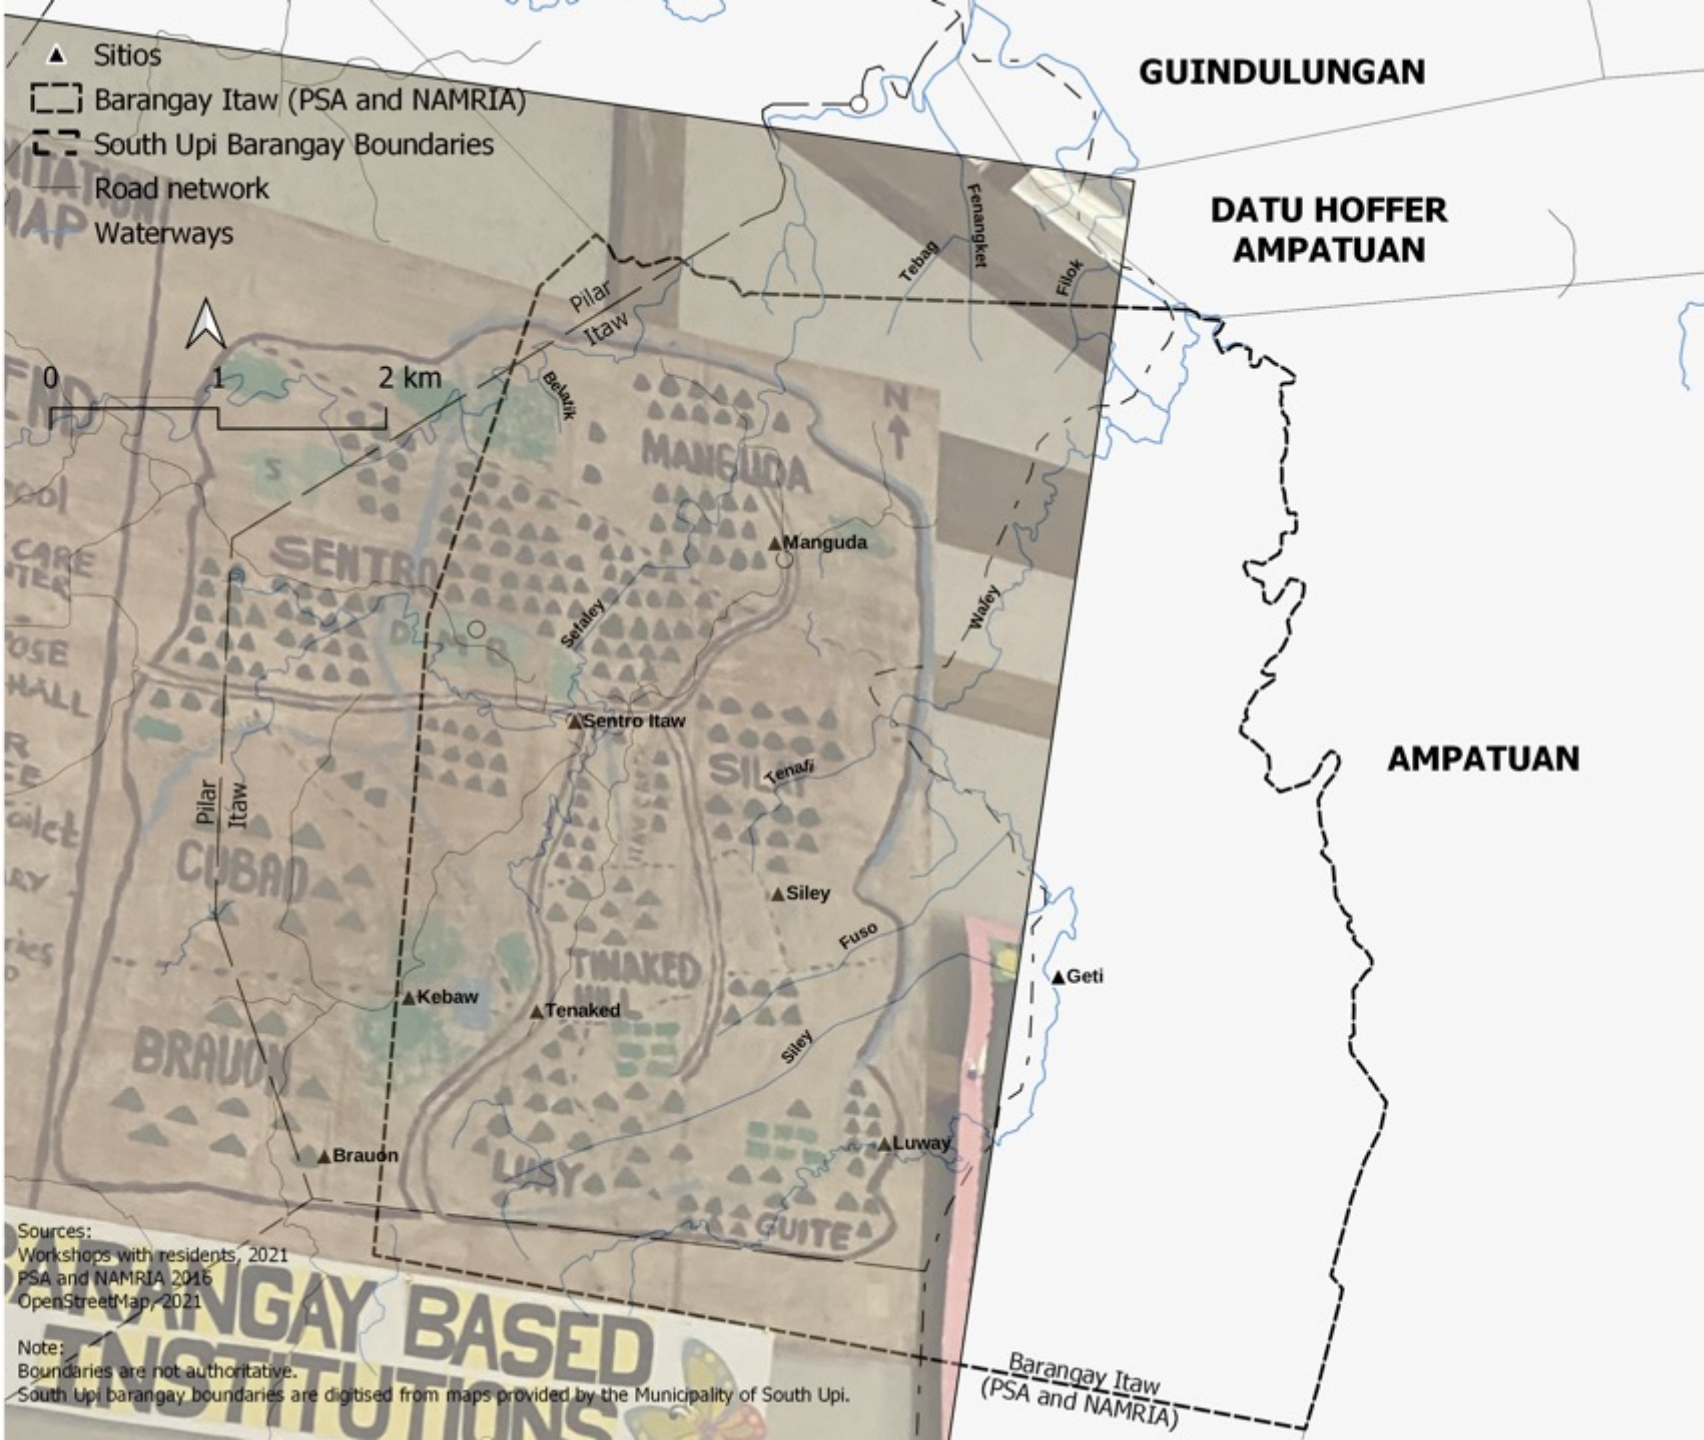 Sitios
Barangay Itaw (PSA and NAMRIA)
South Upi Barangay Boundaries
Road network
Waterways
GUINDULUNGAN
DATU HOFFER
AMPATUAN
AMPATUAN
MAP
0
1
2 km
Pilar
Itaw
Tebag
Fenangket
Filok
Belatik
N
S
MANGUDA
Manguda
CARE
SENTRO
Sefaley
Waley
HALL
Sentro Itaw
Tenafi
Pilar
Itaw
CUBAD
Siley
Fuso
TINAKED
HILL
Geti
Kebaw
Tenaked
Siley
BRAUON
Brauon
Luway
GUITE
Sources:
Workshops with residents, 2021
PSA and NAMRIA 2016
OpenStreetMap, 2021
Note:
Boundaries are not authoritative.
South Upi barangay boundaries are digitised from maps provided by the Municipality of South Upi.
BARANGAY BASED
INSTITUTIONS
Barangay Itaw
(PSA and NAMRIA)